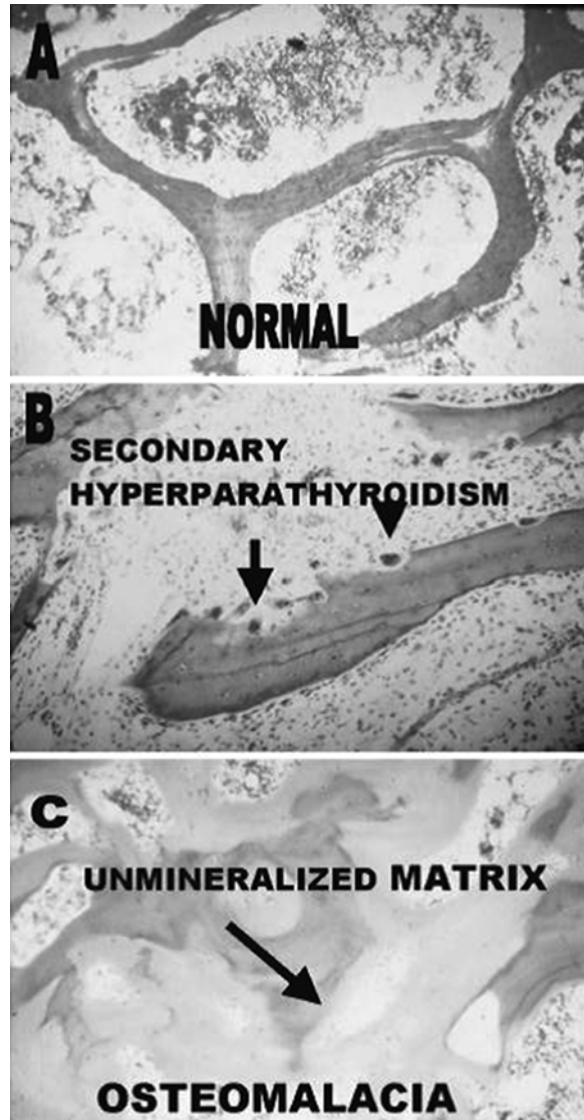 A
NORMAL
B
SECONDARY
HYPERPARATHYROIDISM
C
UNMINERALIZED MATRIX
OSTEOMALACIA